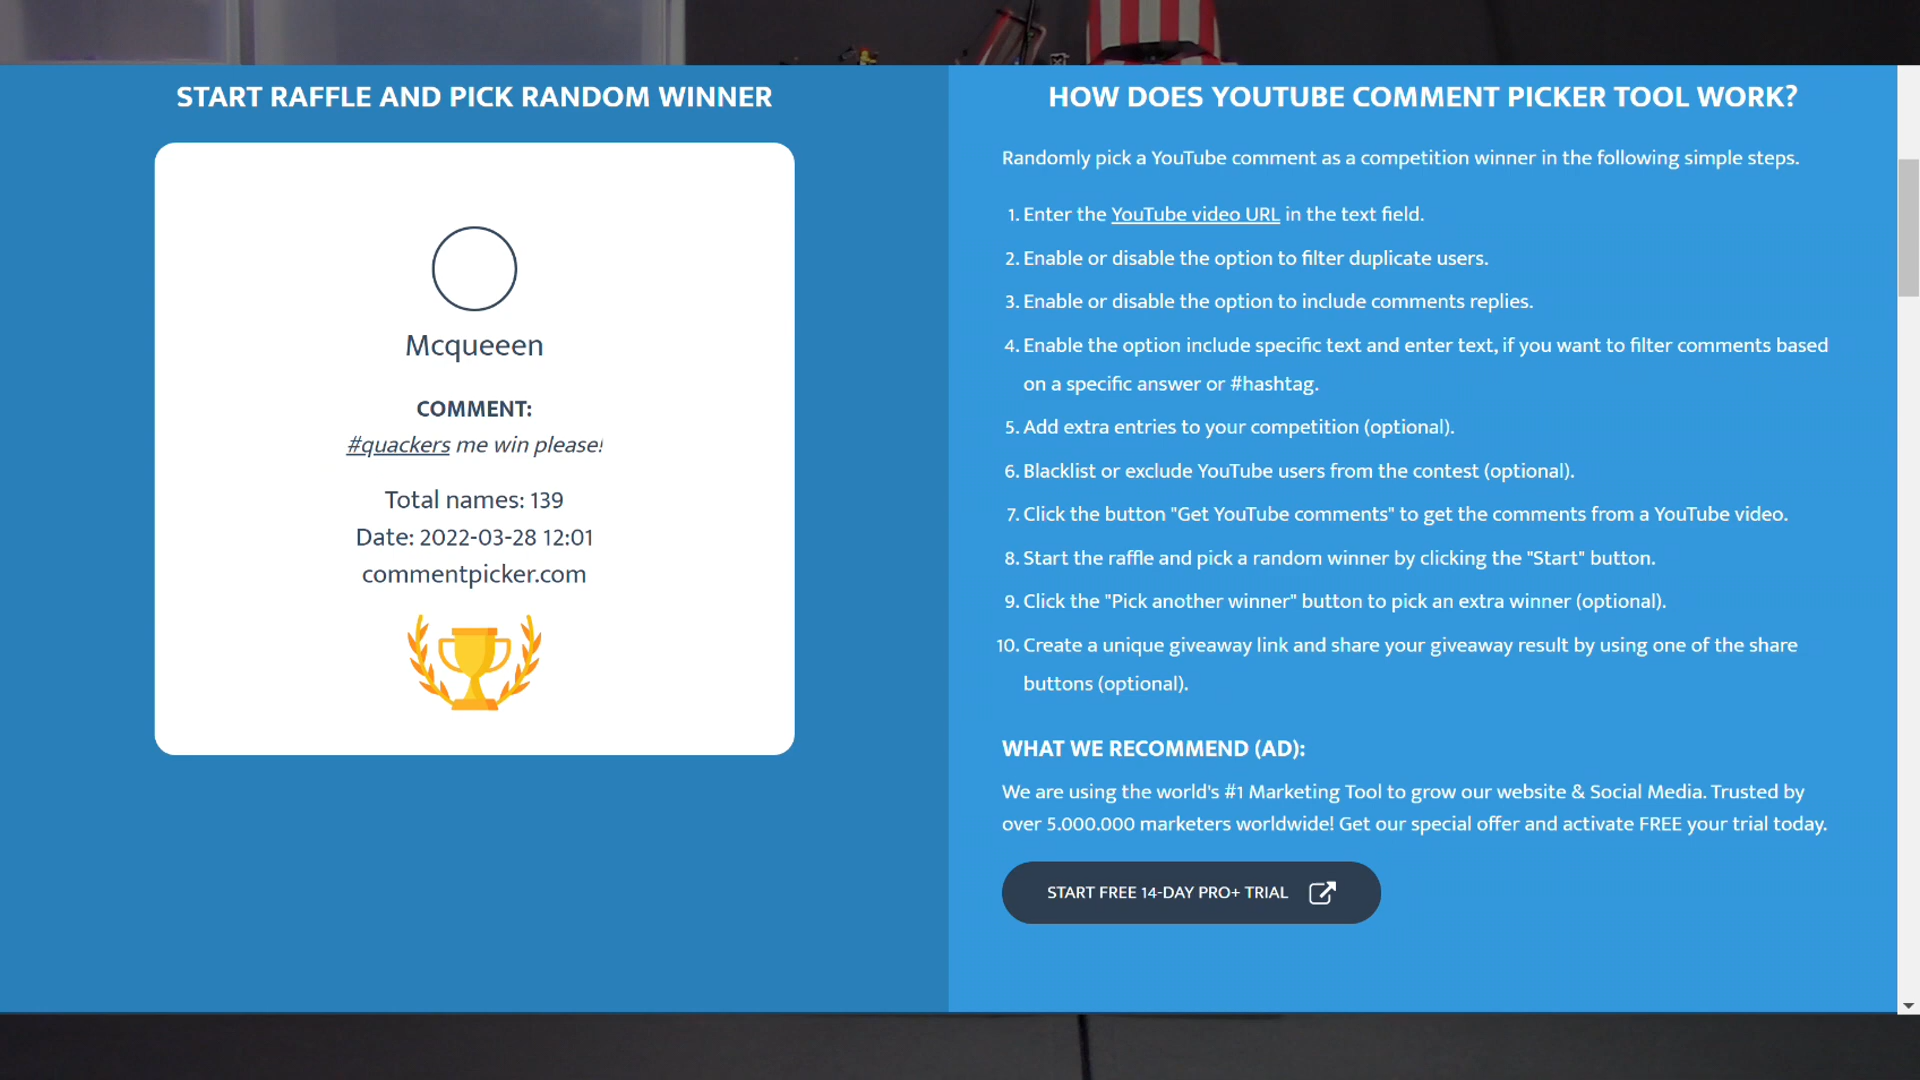 START RAFFLE AND PICK RANDOM WINNER
Mcqueeen
COMMENT:
#quackers me win please!
Total names: 139
Date: 2022-03-28 12:01
commentpicker.com
HOW DOES YOUTUBE COMMENT PICKER TOOL WORK?
Randomly pick a YouTube comment as a competition winner in the following simple steps.
1. Enter the YouTube video URL in the text field.
2. Enable or disable the option to filter duplicate users.
3. Enable or disable the option to include comments replies.
4. Enable the option include specific text and enter text, if you want to filter comments based
on a specific answer or #hashtag.
5. Add extra entries to your competition (optional).
6. Blacklist or exclude YouTube users from the contest (optional).
7. Click the button "Get YouTube comments" to get the comments from a YouTube video.
8. Start the raffle and pick a random winner by clicking the "Start" button.
9. Click the "Pick another winner" button to pick an extra winner (optional).
10. Create a unique giveaway link and share your giveaway result by using one of the share
buttons (optional).
WHAT WE RECOMMEND (AD):
We are using the world's #1 Marketing Tool to grow our website & Social Media. Trusted by
over 5.000.000 marketers worldwide! Get our special offer and activate FREE your trial today.
START FREE 14-DAY PRO+ TRIAL